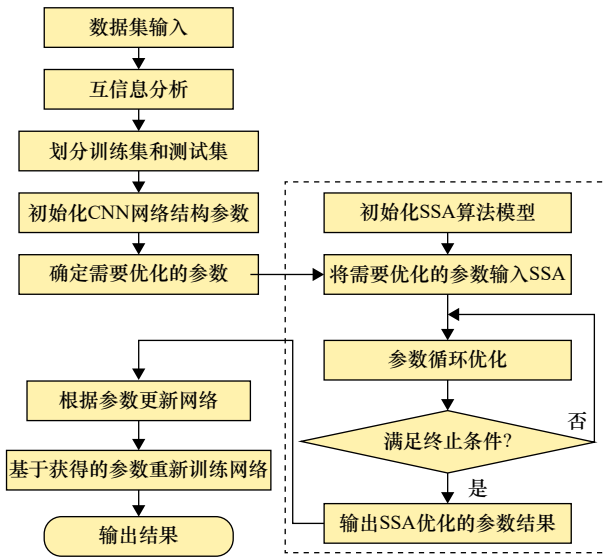 数据集输入
互信息分析
划分训练集和测试集
初始化CNN网络结构参数
确定需要优化的参数
初始化SSA算法模型
将需要优化的参数输入SSA
参数循环优化
满足终止条件?
否
是
输出SSA优化的参数结果
根据参数更新网络
基于获得的参数重新训练网络
输出结果